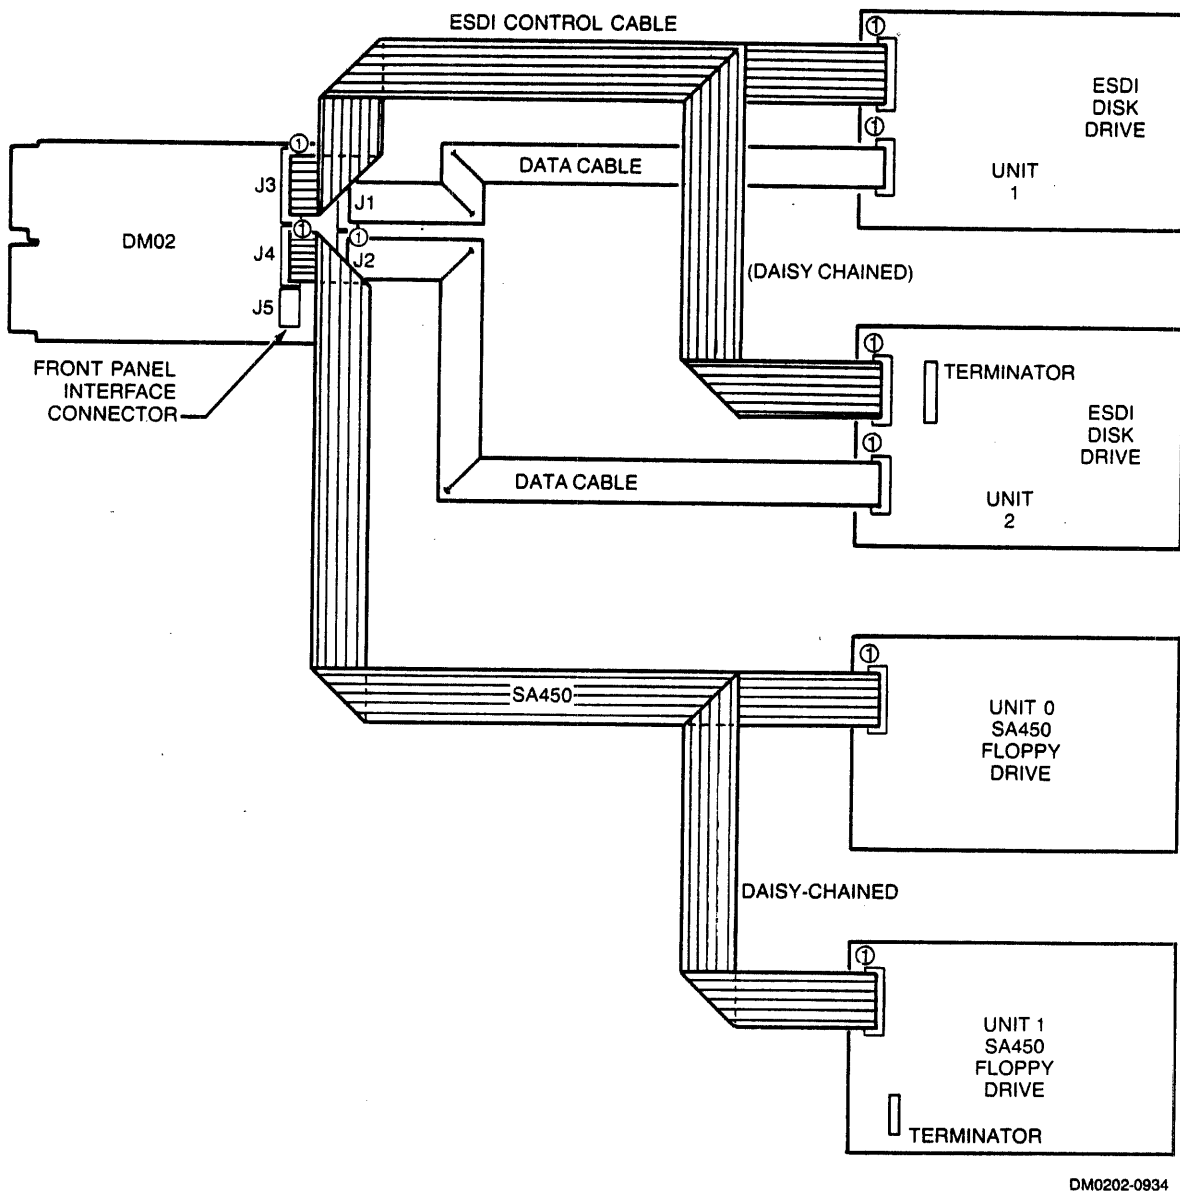 ESDI CONTROL CABLE
①
ESDI
DISK
DRIVE
①
UNIT
1
DATA CABLE
①
J3
J1
DM02
①
①
J4
J2
J5
(DAISY CHAINED)
FRONT PANEL
INTERFACE
CONNECTOR
①
TERMINATOR
ESDI
DISK
DRIVE
①
DATA CABLE
UNIT
2
①
SA450
UNIT 0
SA450
FLOPPY
DRIVE
DAISY-CHAINED
①
UNIT 1
SA450
FLOPPY
DRIVE
TERMINATOR
DM0202-0934